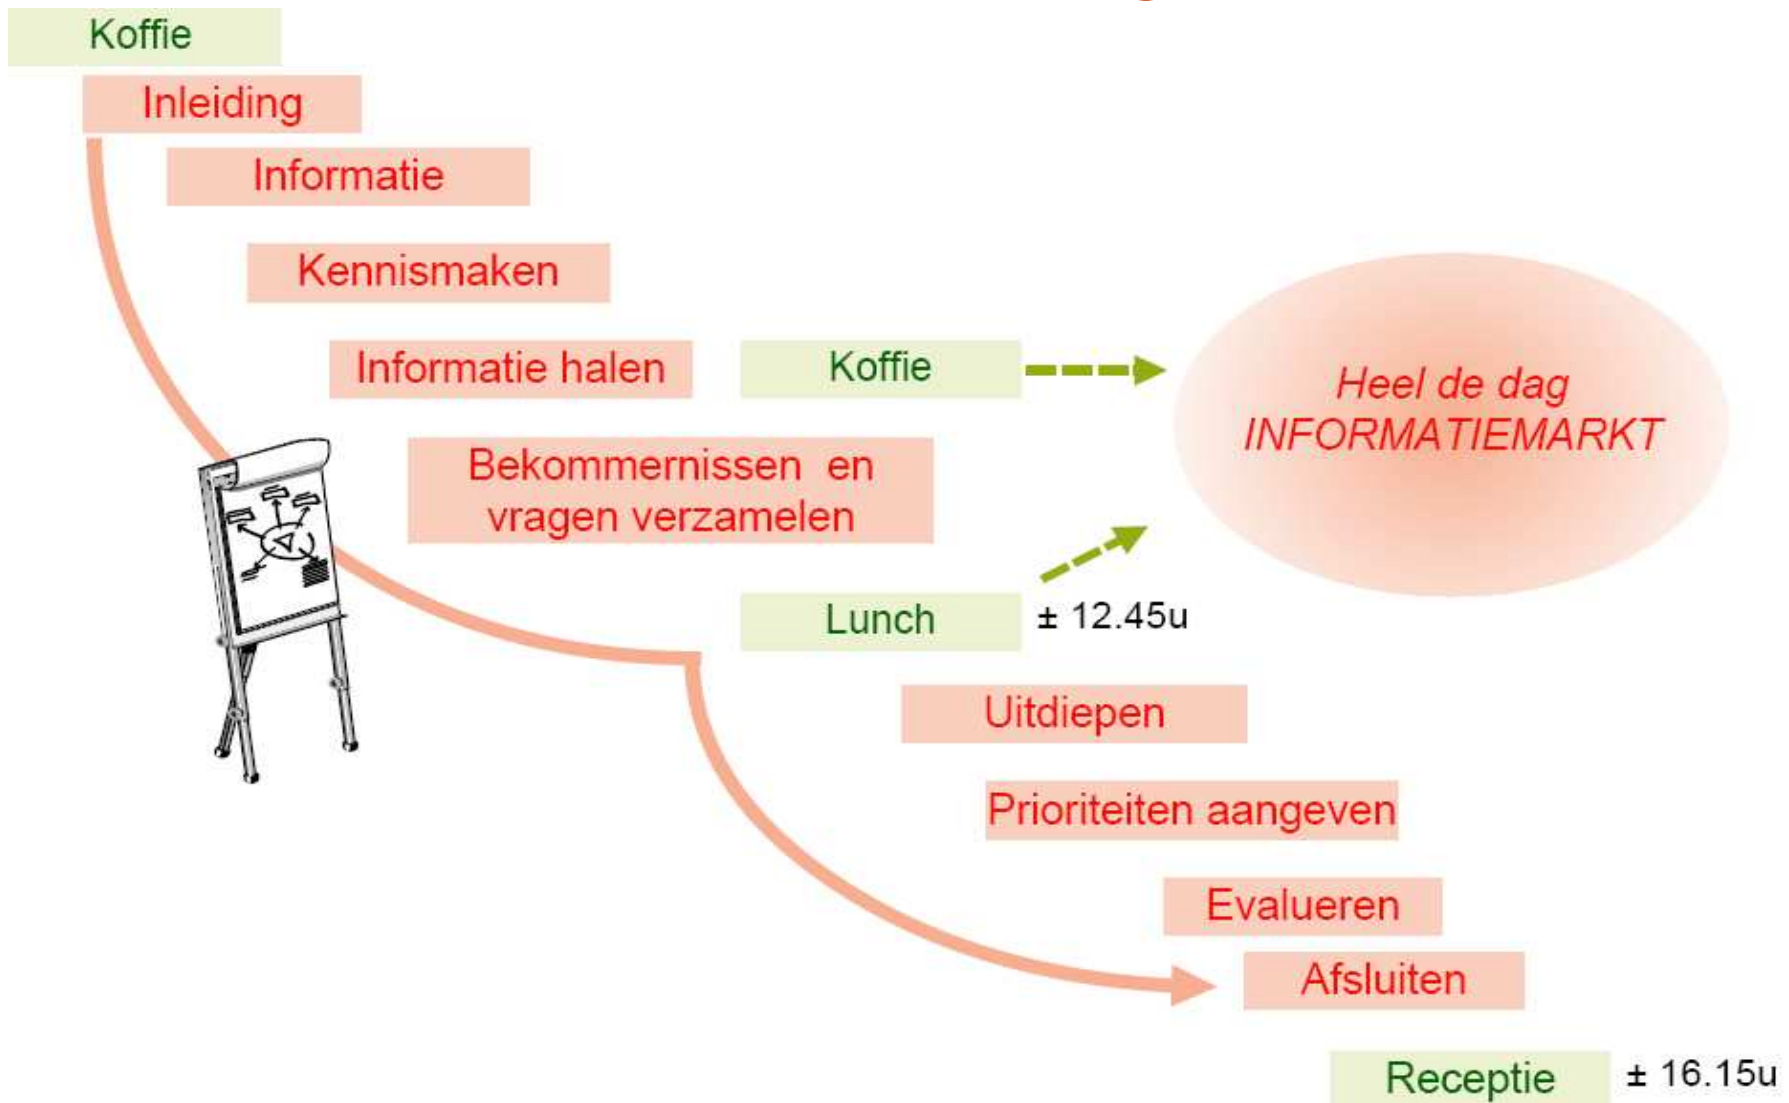 Koffie
Inleiding
Informatie
Kennismaken
Informatie halen
Koffie
Heel de dag
INFORMATIEMARKT
Bekommernissen en
vragen verzamelen
Lunch
± 12.45u
Uitdiepen
Prioriteiten aangeven
Evalueren
Afsluiten
Receptie
± 16.15u